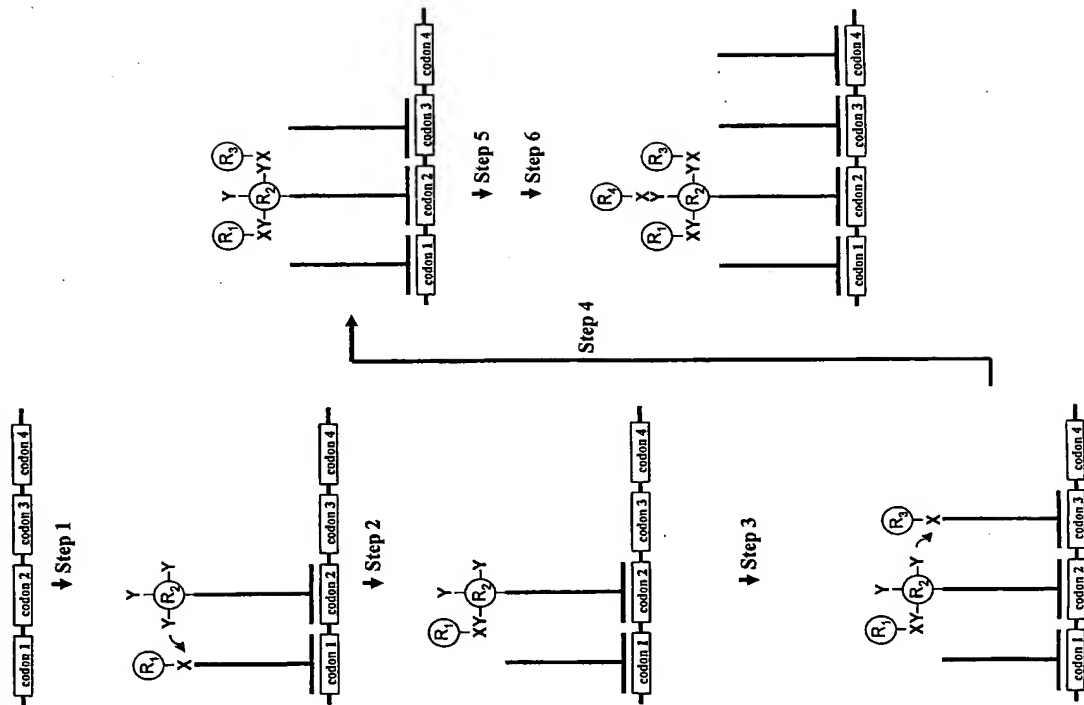 codon 1 codon 2 codon 3 codon 4
Step 1
Y
R₁ Y R₂ Y
X
codon 1 codon 2 codon 3 codon 4
Step 2
Y
R₁
XY R₂ Y
codon 1 codon 2 codon 3 codon 4
Step 3
Y
R₁ Y R₃
XY R₂ X
codon 1 codon 2 codon 3 codon 4
Step 4
Y
R₁ R₃
XY R₂ YX
codon 1 codon 2 codon 3 codon 4
Step 5
Step 6
R₄
R₁ X Y R₃
XY R₂ YX
codon 1 codon 2 codon 3 codon 4